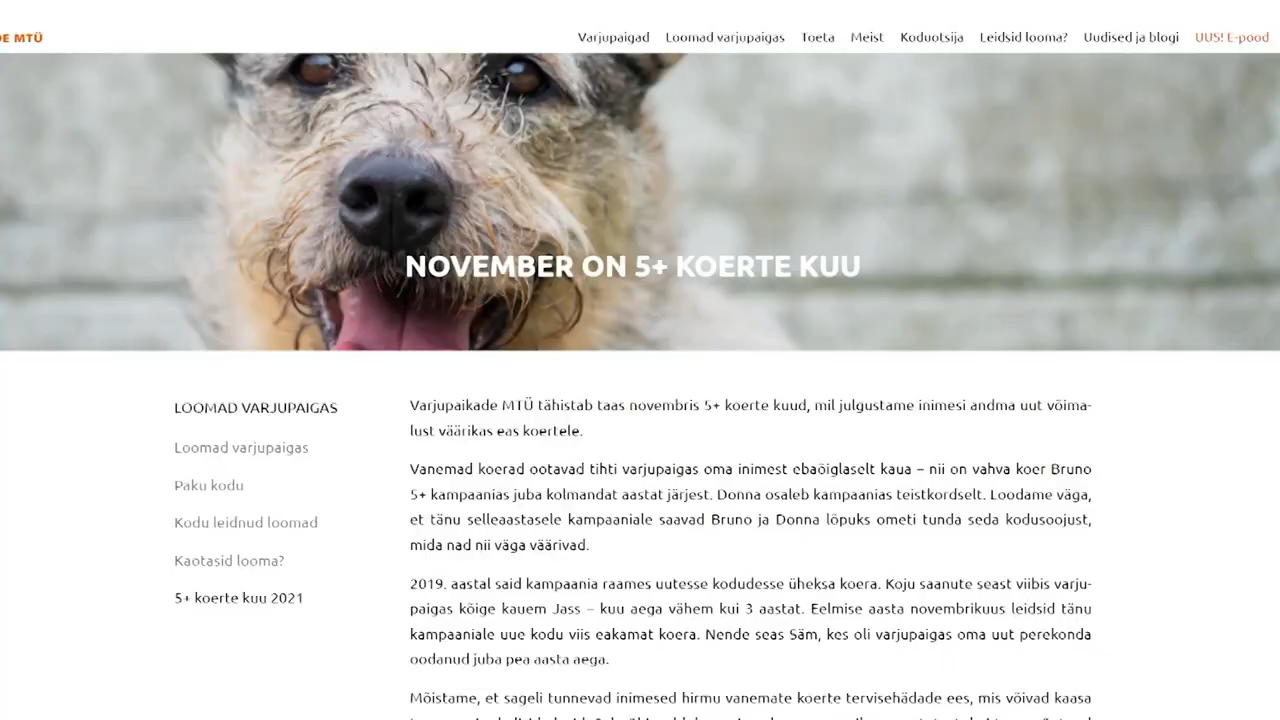 DE MTÜ
Varjupaigad Loomad varjupaigas Toeta Meist Koduotsija Leidsid looma? Uudised ja blogi UUS! E-pood
NOVEMBER ON 5+ KOERTE KUU
LOOMAD VARJUPAIGAS
Loomad varjupaigas
Paku kodu
Kodu leidnud loomad
Kaotasid looma?
5+ koerte kuu 2021
Varjupaikade MTÜ tähistab taas novembris 5+ koerte kuud, mil julgustame inimesi andma uut võima-
lust väärikas eas koertele.
Vanemad koerad ootavad tihti varjupaigas oma inimest ebaõiglaselt kaua – nii on vahva koer Bruno
5+ kampaanias juba kolmandat aastat järjest. Donna osaleb kampaanias teistkordselt. Loodame väga,
et tänu selleaastasele kampaaniale saavad Bruno ja Donna lõpuks ometi tunda seda kodusoojust,
mida nad nii väga väärivad.
2019. aastal said kampaania raames uutesse kodudesse üheksa koera. Koju saanute seast viibis varju-
paigas kõige kauem Jass – kuu aega vähem kui 3 aastat. Eelmise aasta novembrikuus leidsid tänu
kampaaniale uue kodu viis eakamat koera. Nende seas Säm, kes oli varjupaigas oma uut perekonda
oodanud juba pea aasta aega.
Mõistame, et sageli tunnevad inimesed hirmu vanemate koerte tervisehädade ees, mis võivad kaasa